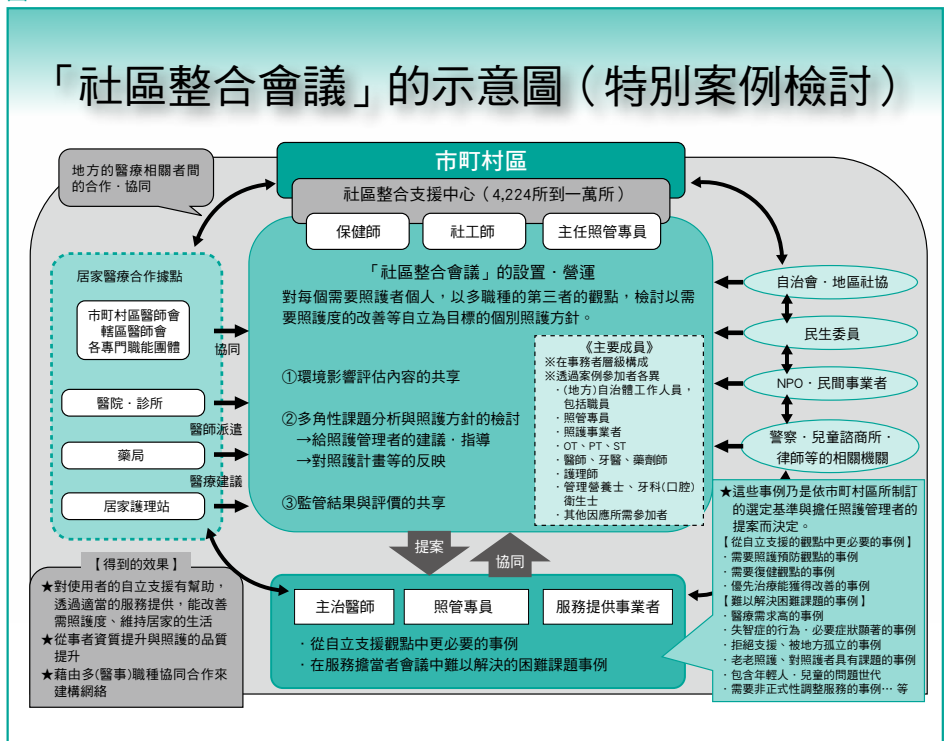 「社區整合會議」的示意圖（特別案例檢討）
地方的醫療相關者間
的合作．協同
市町村區
社區整合支援中心（4,224所到一萬所）
保健師
社工師
主任照管專員
居家醫療合作據點
市町村區醫師會
轄區醫師會
各專門職能團體
協同
醫院．診所
醫師派遣
藥局
醫療建議
居家護理站
「社區整合會議」的設置．營運
對每個需要照護者個人，以多職種的第三者的觀點，檢討以需
要照護度的改善等自立為目標的個別照護方針。
①環境影響評估內容的共享
②多角性課題分析與照護方針的檢討
→給照護管理者的建議．指導
→對照護計畫等的反映
③監管結果與評價的共享
《主要成員》
※在事務者層級構成
※透過案例參加者各異
．(地方)自治體工作人員，
包括職員
．照管專員
．照護事業者
．OT、PT、ST
．醫師、牙醫、藥劑師
．護理師
．管理營養士、牙科(口腔)
衛生士
．其他因應所需參加者
自治會．地區社協
民生委員
NPO．民間事業者
警察．兒童諮商所．
律師等的相關機關
提案
協同
主治醫師
照管專員
服務提供事業者
．從自立支援觀點中更必要的事例
．在服務擔當者會議中難以解決的困難課題事例
【得到的效果】
★對使用者的自立支援有幫助，
透過適當的服務提供，能改善
需照護度、維持居家的生活
★從事者資質提升與照護的品質
提升
★藉由多(醫事)職種協同合作來
建構網絡
★這些事例乃是依市町村區所制訂
的選定基準與擔任照護管理者的
提案而決定。
【從自立支援的觀點中更必要的事例】
．需要照護預防觀點的事例
．需要復健觀點的事例
．優先治療能獲得改善的事例
【難以解決困難課題的事例】
．醫療需求高的事例
．失智症的行為．必要症狀顯著的事例
．拒絕支援、被地方孤立的事例
．老老照護、對照護者具有課題的事例
．包含年輕人．兒童的問題世代
．需要非正式性調整服務的事例… 等